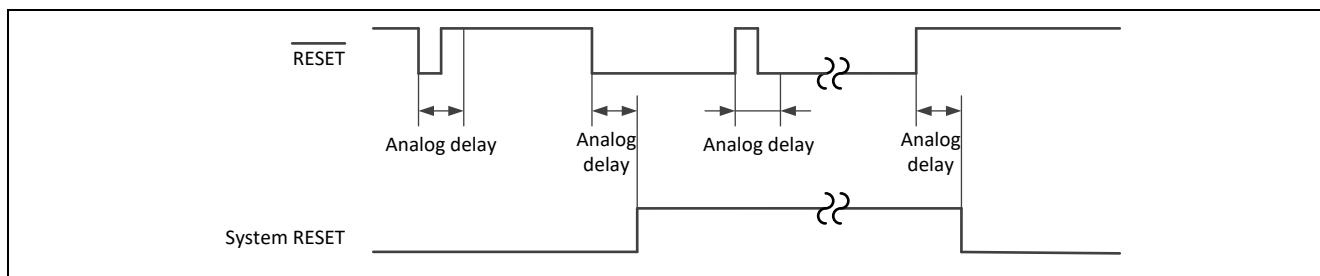 RESET
Analog delay
Analog
delay
Analog delay
Analog
delay
System RESET